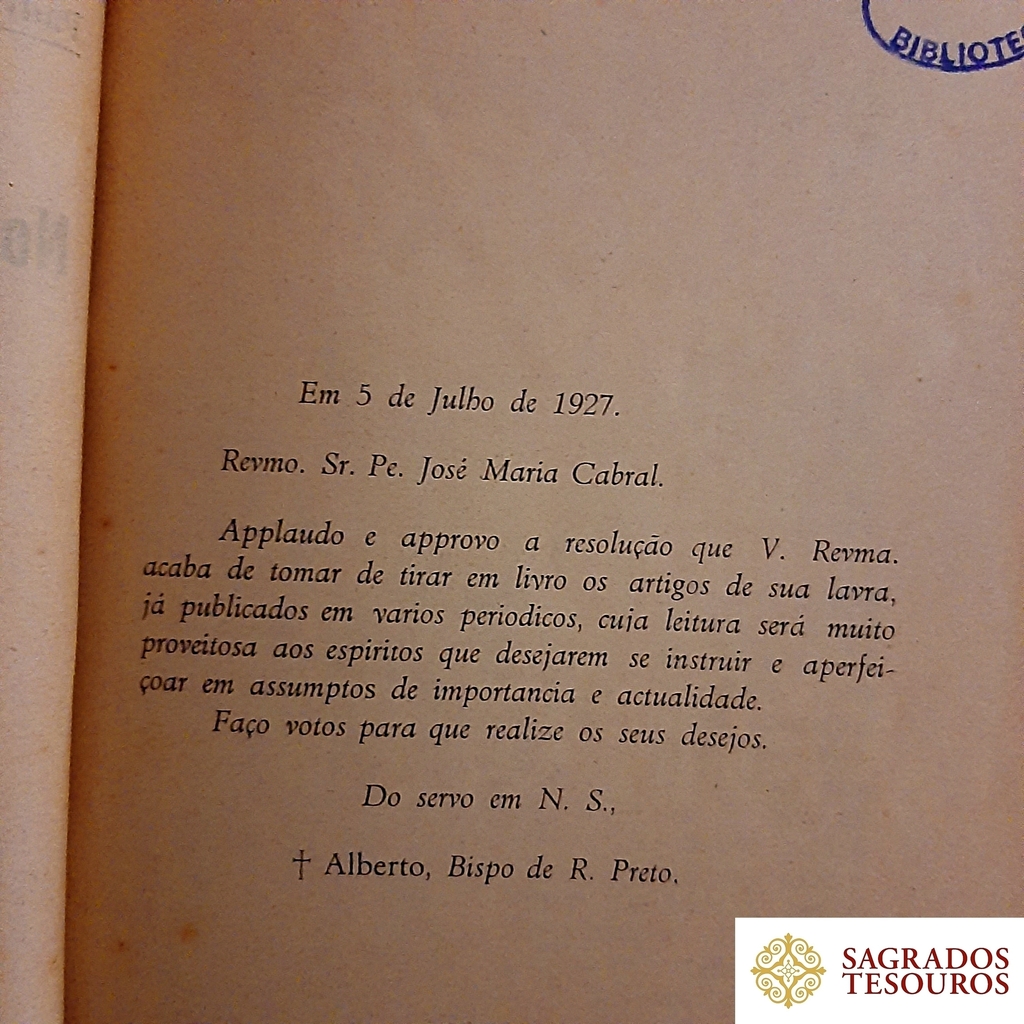 BIBLIOTE
No
Em 5 de Julho de 1927.
Revmo. Sr. Pe. José Maria Cabral.
Applaudo e approvo a resolução que V. Revma.
acaba de tomar de tirar em livro os artigos de sua lavra,
já publicados em varios periodicos, cuja leitura será muito
proveitosa aos espiritos que desejarem se instruir e aperfei-
çoar em assumptos de importancia e actualidade.
Faço votos para que realize os seus desejos.
Do servo em N. S.,
† Alberto, Bispo de R. Preto.
SAGRADOS
TESOUROS